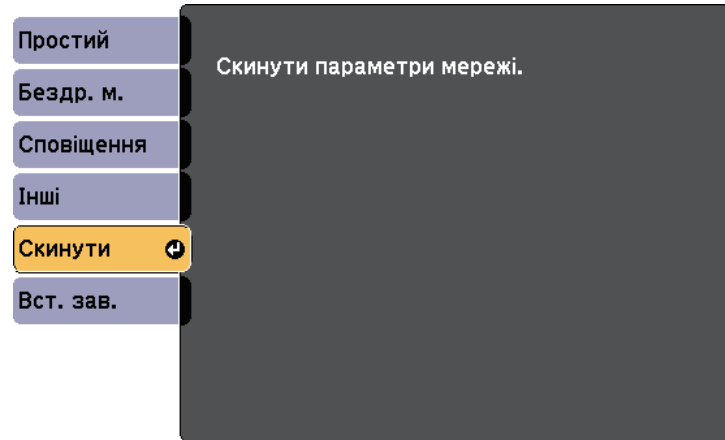 Простий
Бездр. м.
Сповіщення
Інші
Скинути
Вст. зав.
Скинути параметри мережі.